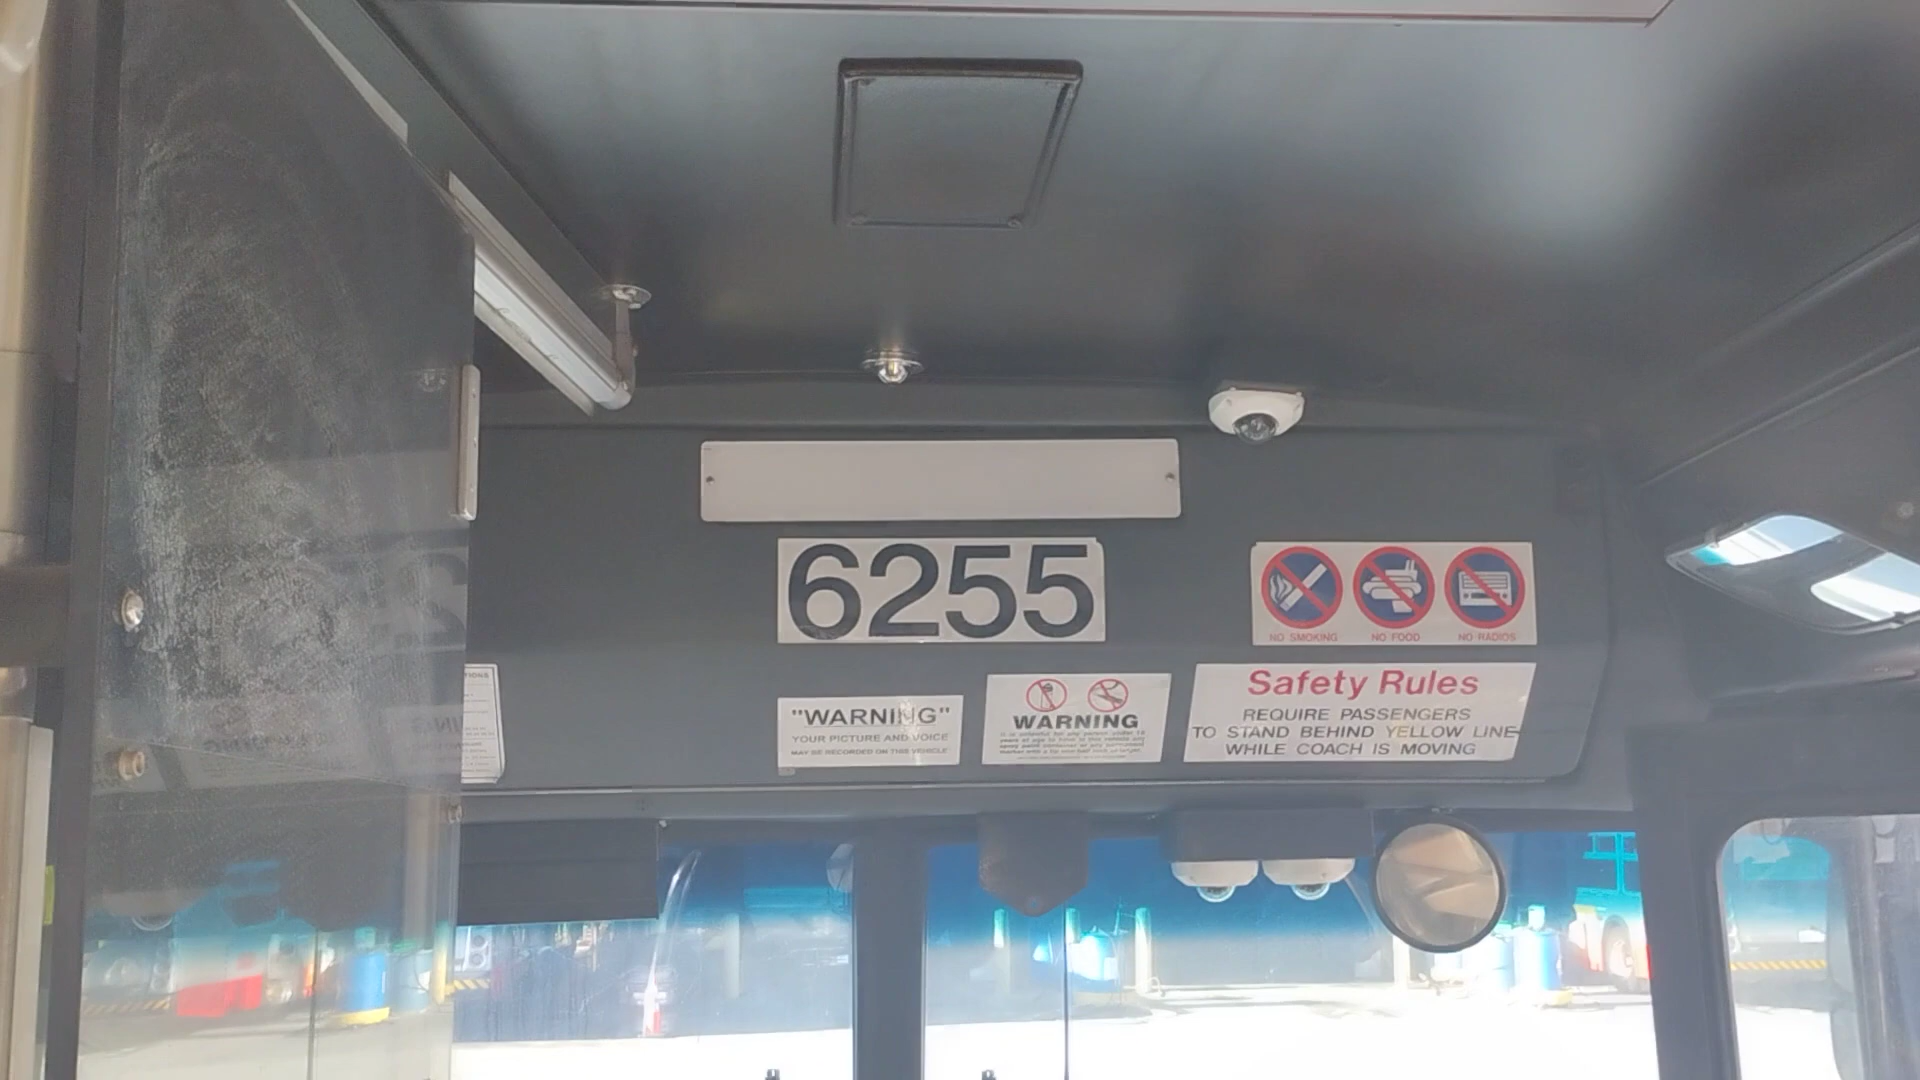 6255
NO SMOKING NO FOOD NO RADIOS
TIONS
"WARNING"
YOUR PICTURE AND VOICE
MAY BE RECORDED ON THIS VEHICLE
WARNING
Safety Rules
REQUIRE PASSENGERS
TO STAND BEHIND YELLOW LINE
WHILE COACH IS MOVING